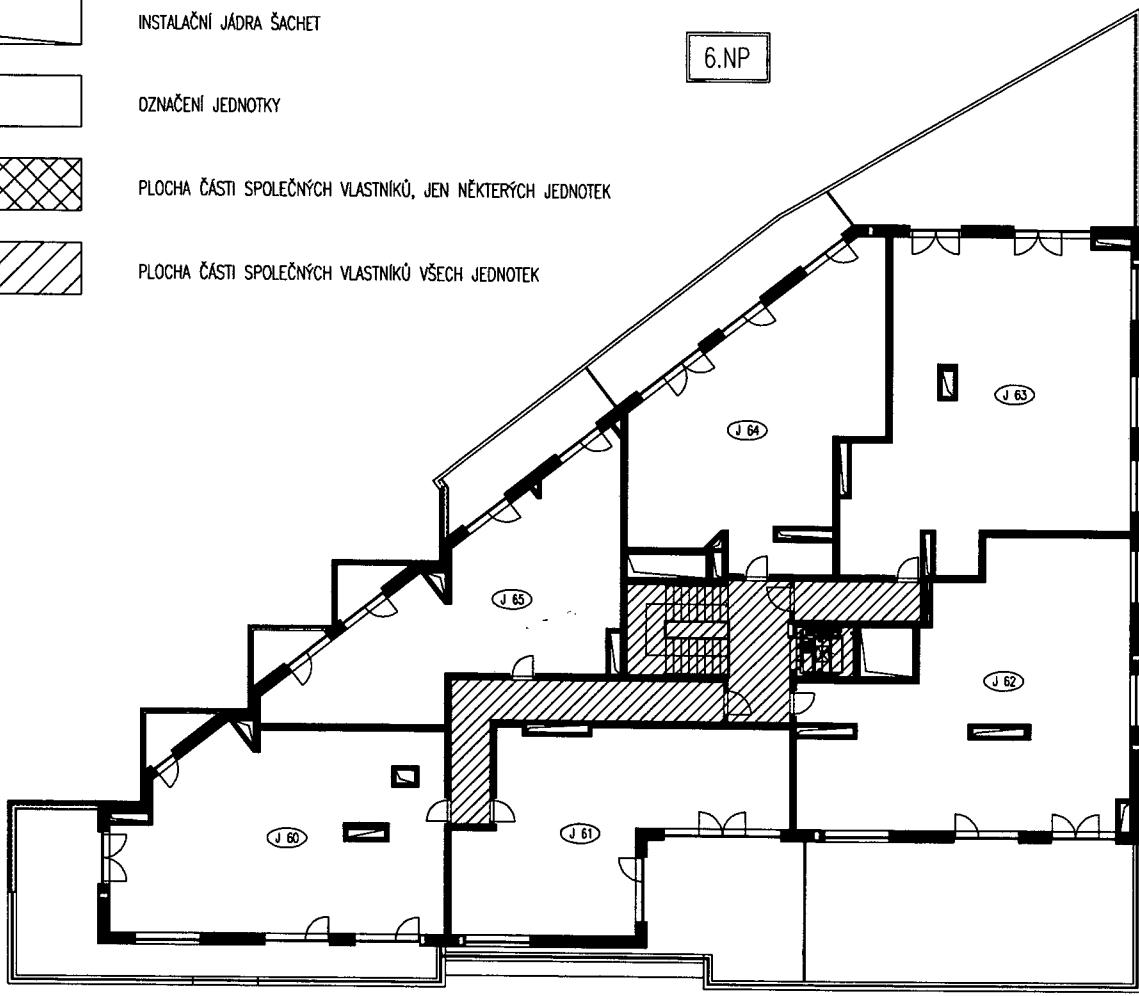 INSTALAČNÍ JÁDRA ŠACHET
6.NP
OZNAČENÍ JEDNOTKY
PLOCHA ČÁSTI SPOLEČNÝCH VLASTNÍKŮ, JEN NĚKTERÝCH JEDNOTEK
PLOCHA ČÁSTI SPOLEČNÝCH VLASTNÍKŮ VŠECH JEDNOTEK
J 63
J 64
J 65
J 62
J 60
J 61